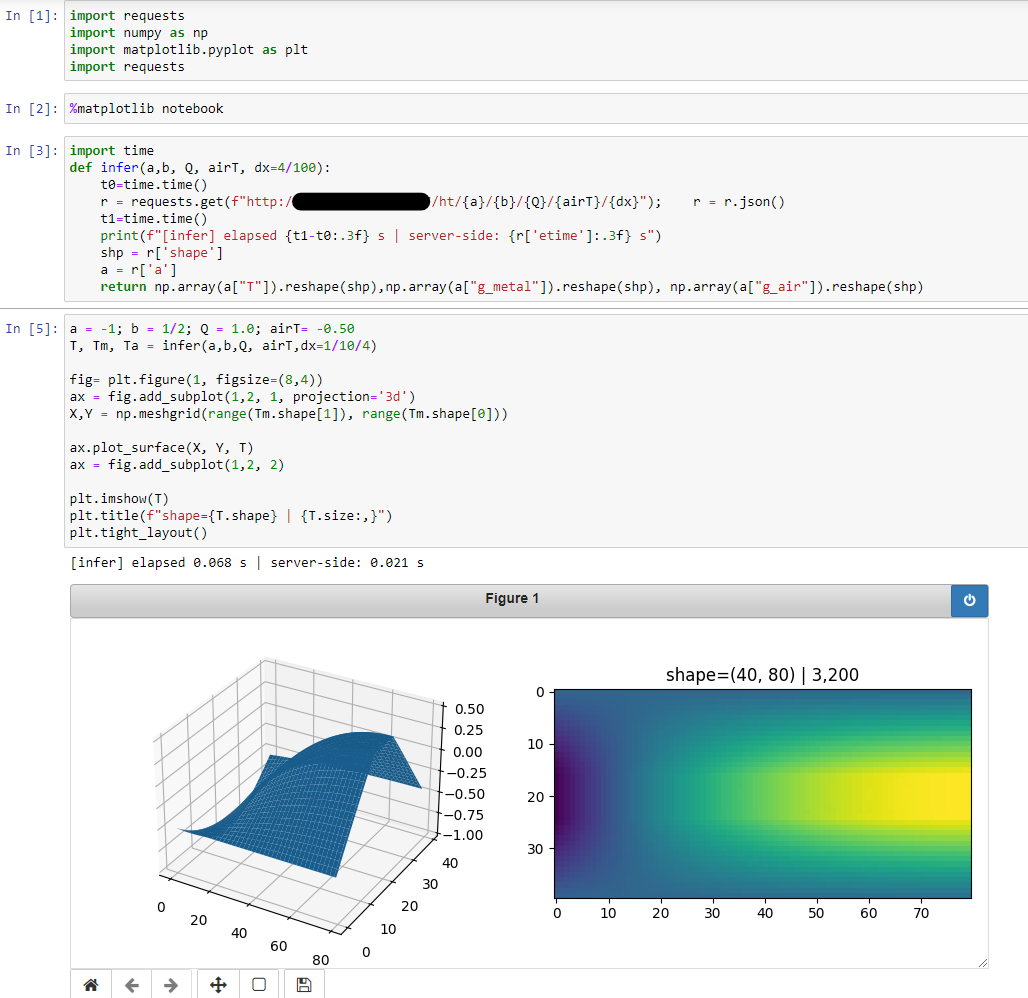 In [1]: import requests
import numpy as np
import matplotlib.pyplot as plt
import requests
In [2]: %matplotlib notebook
In [3]: import time
def infer(a,b, Q, airT, dx=4/100):
    t0=time.time()
    r = requests.get(f"http:/ /ht/{a}/{b}/{Q}/{airT}/{dx}");    r = r.json()
    t1=time.time()
    print(f"[infer] elapsed {t1-t0:.3f} s | server-side: {r['etime']:.3f} s")
    shp = r['shape']
    a = r['a']
    return np.array(a["T"]).reshape(shp),np.array(a["g_metal"]).reshape(shp), np.array(a["g_air"]).reshape(shp)
In [5]: a = -1; b = 1/2; Q = 1.0; airT= -0.50
T, Tm, Ta = infer(a,b,Q, airT,dx=1/10/4)
fig= plt.figure(1, figsize=(8,4))
ax = fig.add_subplot(1,2, 1, projection='3d')
X,Y = np.meshgrid(range(Tm.shape[1]), range(Tm.shape[0]))
ax.plot_surface(X, Y, T)
ax = fig.add_subplot(1,2, 2)
plt.imshow(T)
plt.title(f"shape={T.shape} | {T.size:,}")
plt.tight_layout()
[infer] elapsed 0.068 s | server-side: 0.021 s
Figure 1
0.50
0.25
0.00
−0.25
−0.50
−0.75
−1.00
40
30
20
10
0
0
20
40
60
80
shape=(40, 80) | 3,200
0
10
20
30
0 10 20 30 40 50 60 70